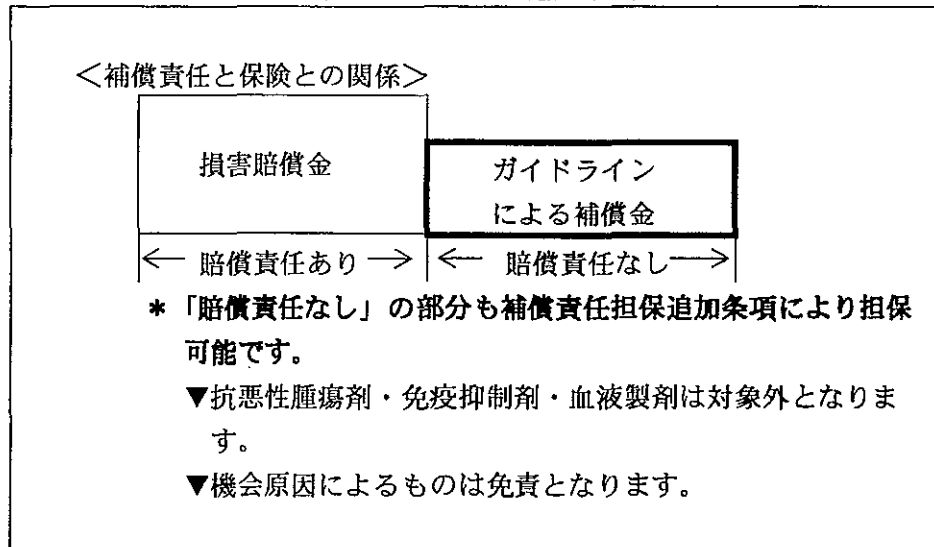 ＜補償責任と保険との関係＞
損害賠償金
ガイドライン
による補償金
← 賠償責任あり →
← 賠償責任なし →
＊「賠償責任なし」の部分も補償責任担保追加条項により担保
可能です。
▼抗悪性腫瘍剤・免疫抑制剤・血液製剤は対象外となりま
す。
▼機会原因によるものは免責となります。